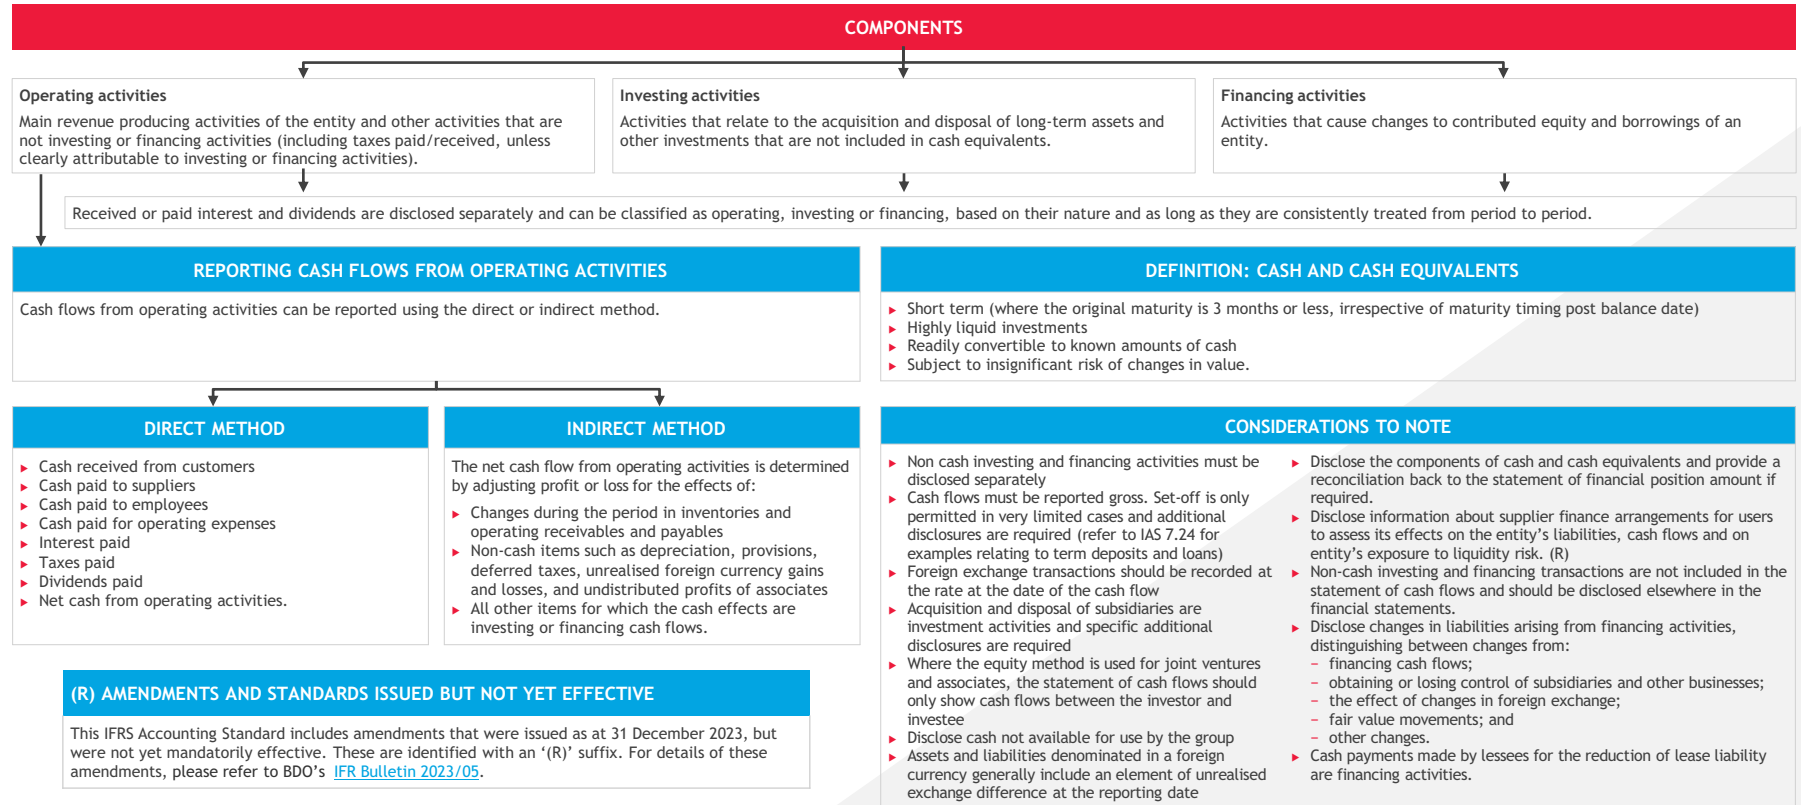 COMPONENTS
Operating activities
Main revenue producing activities of the entity and other activities that are
not investing or financing activities (including taxes paid/received, unless
clearly attributable to investing or financing activities).
Investing activities
Activities that relate to the acquisition and disposal of long-term assets and
other investments that are not included in cash equivalents.
Financing activities
Activities that cause changes to contributed equity and borrowings of an
entity.
Received or paid interest and dividends are disclosed separately and can be classified as operating, investing or financing, based on their nature and as long as they are consistently treated from period to period.
REPORTING CASH FLOWS FROM OPERATING ACTIVITIES
Cash flows from operating activities can be reported using the direct or indirect method.
DEFINITION: CASH AND CASH EQUIVALENTS
► Short term (where the original maturity is 3 months or less, irrespective of maturity timing post balance date)
► Highly liquid investments
► Readily convertible to known amounts of cash
► Subject to insignificant risk of changes in value.
DIRECT METHOD
► Cash received from customers
► Cash paid to suppliers
► Cash paid to employees
► Cash paid for operating expenses
► Interest paid
► Taxes paid
► Dividends paid
► Net cash from operating activities.
INDIRECT METHOD
The net cash flow from operating activities is determined
by adjusting profit or loss for the effects of:
► Changes during the period in inventories and
operating receivables and payables
► Non-cash items such as depreciation, provisions,
deferred taxes, unrealised foreign currency gains
and losses, and undistributed profits of associates
► All other items for which the cash effects are
investing or financing cash flows.
CONSIDERATIONS TO NOTE
► Non cash investing and financing activities must be
disclosed separately
► Cash flows must be reported gross. Set-off is only
permitted in very limited cases and additional
disclosures are required (refer to IAS 7.24 for
examples relating to term deposits and loans)
► Foreign exchange transactions should be recorded at
the rate at the date of the cash flow
► Acquisition and disposal of subsidiaries are
investment activities and specific additional
disclosures are required
► Where the equity method is used for joint ventures
and associates, the statement of cash flows should
only show cash flows between the investor and
investee
► Disclose cash not available for use by the group
► Assets and liabilities denominated in a foreign
currency generally include an element of unrealised
exchange difference at the reporting date
► Disclose the components of cash and cash equivalents and provide a
reconciliation back to the statement of financial position amount if
required.
► Disclose information about supplier finance arrangements for users
to assess its effects on the entity's liabilities, cash flows and on
entity's exposure to liquidity risk. (R)
► Non-cash investing and financing transactions are not included in the
statement of cash flows and should be disclosed elsewhere in the
financial statements.
► Disclose changes in liabilities arising from financing activities,
distinguishing between changes from:
− financing cash flows;
− obtaining or losing control of subsidiaries and other businesses;
− the effect of changes in foreign exchange;
− fair value movements; and
− other changes.
► Cash payments made by lessees for the reduction of lease liability
are financing activities.
(R) AMENDMENTS AND STANDARDS ISSUED BUT NOT YET EFFECTIVE
This IFRS Accounting Standard includes amendments that were issued as at 31 December 2023, but
were not yet mandatorily effective. These are identified with an '(R)' suffix. For details of these
amendments, please refer to BDO's IFR Bulletin 2023/05.